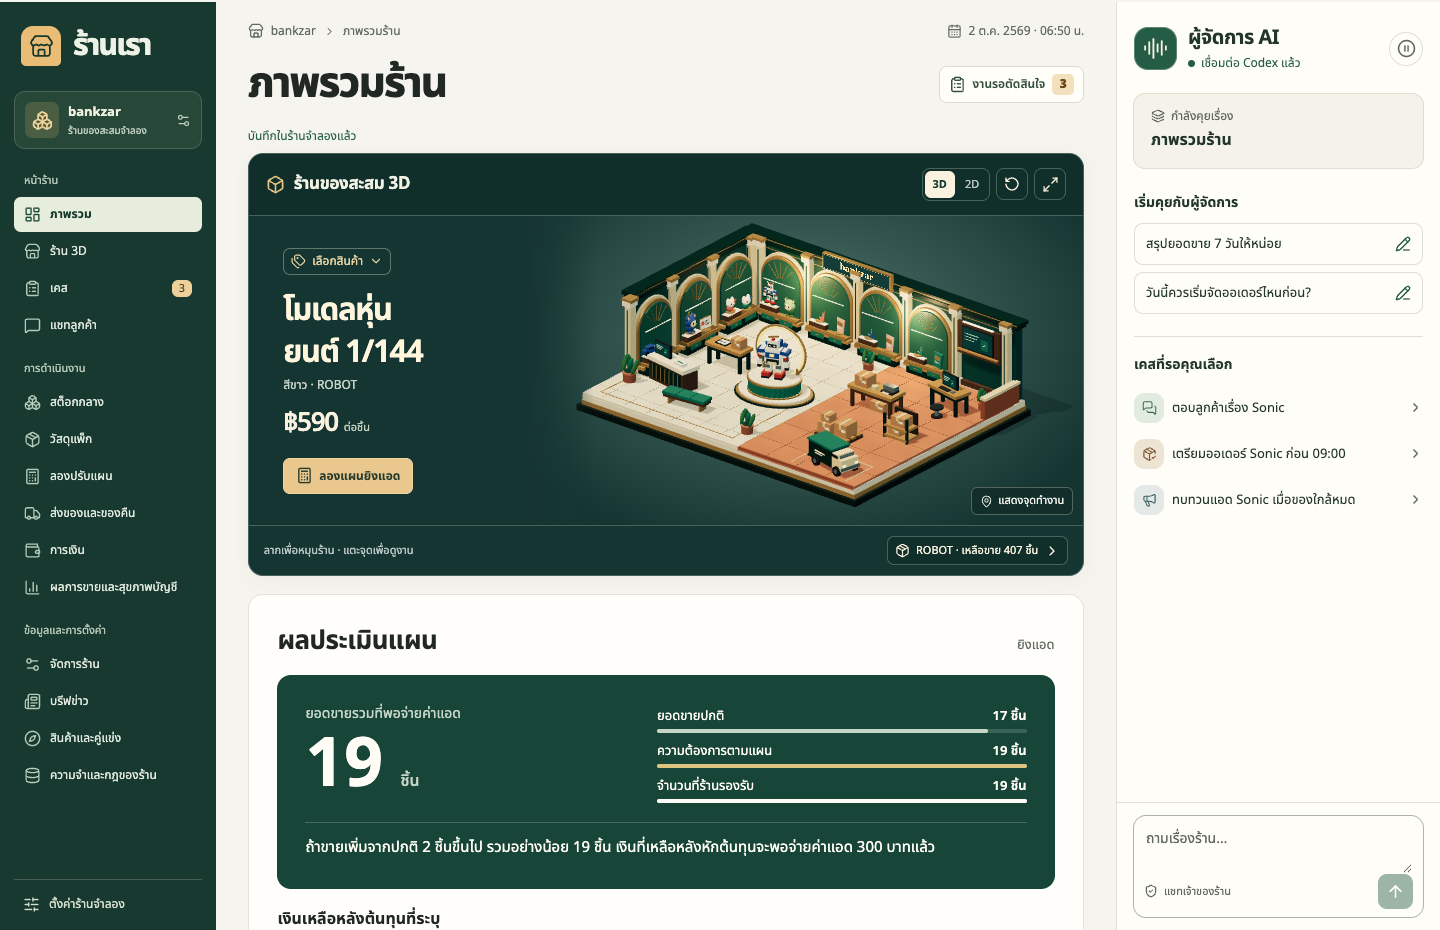 ร้านเรา
bankzar
ร้านของสะสมจำลอง
หน้าร้าน
ภาพรวม
ร้าน 3D
เคส 3
แชทลูกค้า
การดำเนินงาน
สต็อกกลาง
วัสดุแพ็ก
ลองปรับแผน
ส่งของและของคืน
การเงิน
ผลการขายและสุขภาพบัญชี
ข้อมูลและการตั้งค่า
จัดการร้าน
บรีฟข่าว
สินค้าและคู่แข่ง
ความจำและกฎของร้าน
ตั้งค่าร้านจำลอง
bankzar > ภาพรวมร้าน
2 ต.ค. 2569 · 06:50 น.
ภาพรวมร้าน
งานรอตัดสินใจ 3
บันทึกในร้านจำลองแล้ว
ร้านของสะสม 3D
3D 2D
เลือกสินค้า
โมเดลหุ่น
ยนต์ 1/144
สีขาว · ROBOT
฿590 ต่อชิ้น
ลองแผนยิงแอด
bankzar
แสดงจุดทำงาน
ลากเพื่อหมุนร้าน · แตะจุดเพื่อดูงาน
ROBOT · เหลือขาย 407 ชิ้น
ผลประเมินแผน
ยิงแอด
ยอดขายรวมที่พอจ่ายค่าแอด
19 ชิ้น
ยอดขายปกติ 17 ชิ้น
ความต้องการตามแผน 19 ชิ้น
จำนวนที่ร้านรองรับ 19 ชิ้น
ถ้าขายเพิ่มจากปกติ 2 ชิ้นขึ้นไป รวมอย่างน้อย 19 ชิ้น เงินที่เหลือหลังหักต้นทุนจะพอจ่ายค่าแอด 300 บาทแล้ว
เงินเหลือหลังต้นทุนที่ระบุ
ผู้จัดการ AI
เชื่อมต่อ Codex แล้ว
กำลังคุยเรื่อง
ภาพรวมร้าน
เริ่มคุยกับผู้จัดการ
สรุปยอดขาย 7 วันให้หน่อย
วันนี้ควรเริ่มจัดออเดอร์ไหนก่อน?
เคสที่รอคุณเลือก
ตอบลูกค้าเรื่อง Sonic
เตรียมออเดอร์ Sonic ก่อน 09:00
ทบทวนแอด Sonic เมื่อของใกล้หมด
ถามเรื่องร้าน...
แชทเจ้าของร้าน